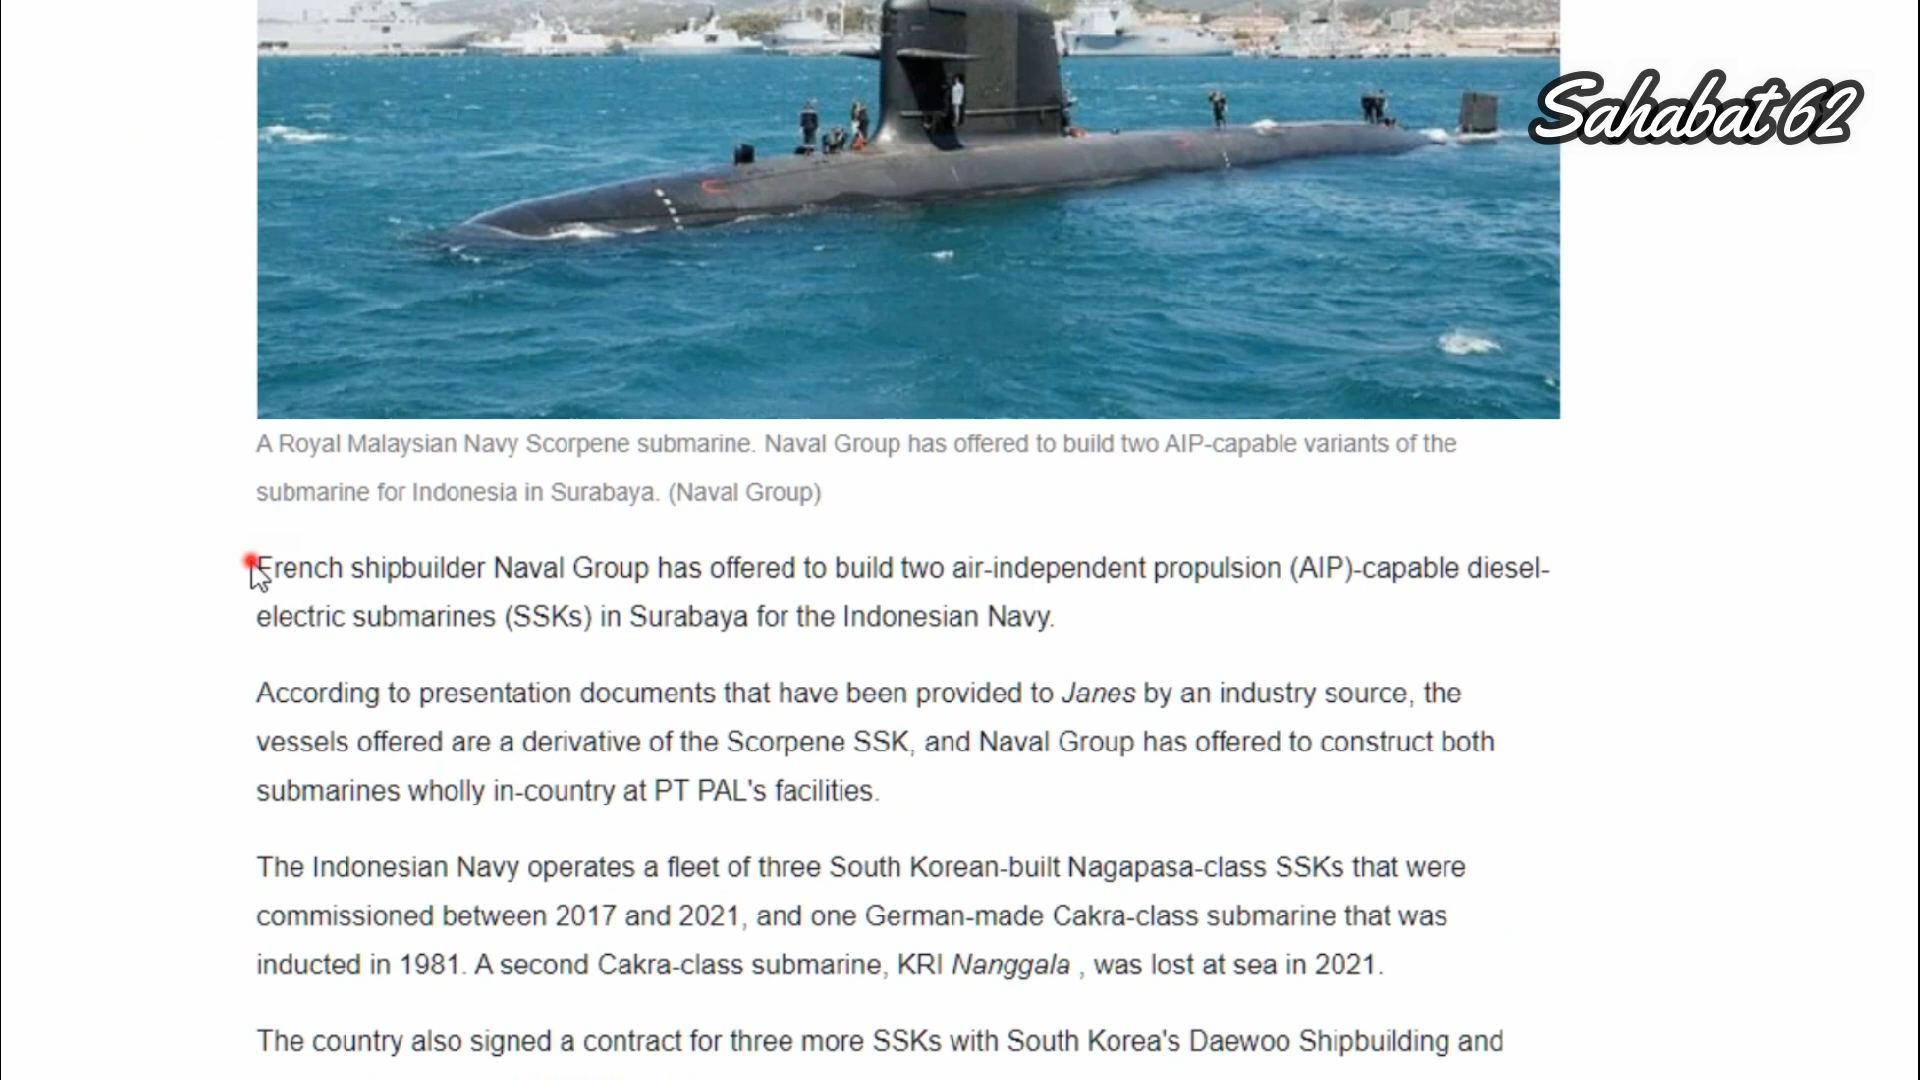 Sahabat 62
A Royal Malaysian Navy Scorpene submarine. Naval Group has offered to build two AIP-capable variants of the
submarine for Indonesia in Surabaya. (Naval Group)
French shipbuilder Naval Group has offered to build two air-independent propulsion (AIP)-capable diesel-
electric submarines (SSKs) in Surabaya for the Indonesian Navy.
According to presentation documents that have been provided to Janes by an industry source, the
vessels offered are a derivative of the Scorpene SSK, and Naval Group has offered to construct both
submarines wholly in-country at PT PAL's facilities.
The Indonesian Navy operates a fleet of three South Korean-built Nagapasa-class SSKs that were
commissioned between 2017 and 2021, and one German-made Cakra-class submarine that was
inducted in 1981. A second Cakra-class submarine, KRI Nanggala , was lost at sea in 2021.
The country also signed a contract for three more SSKs with South Korea's Daewoo Shipbuilding and